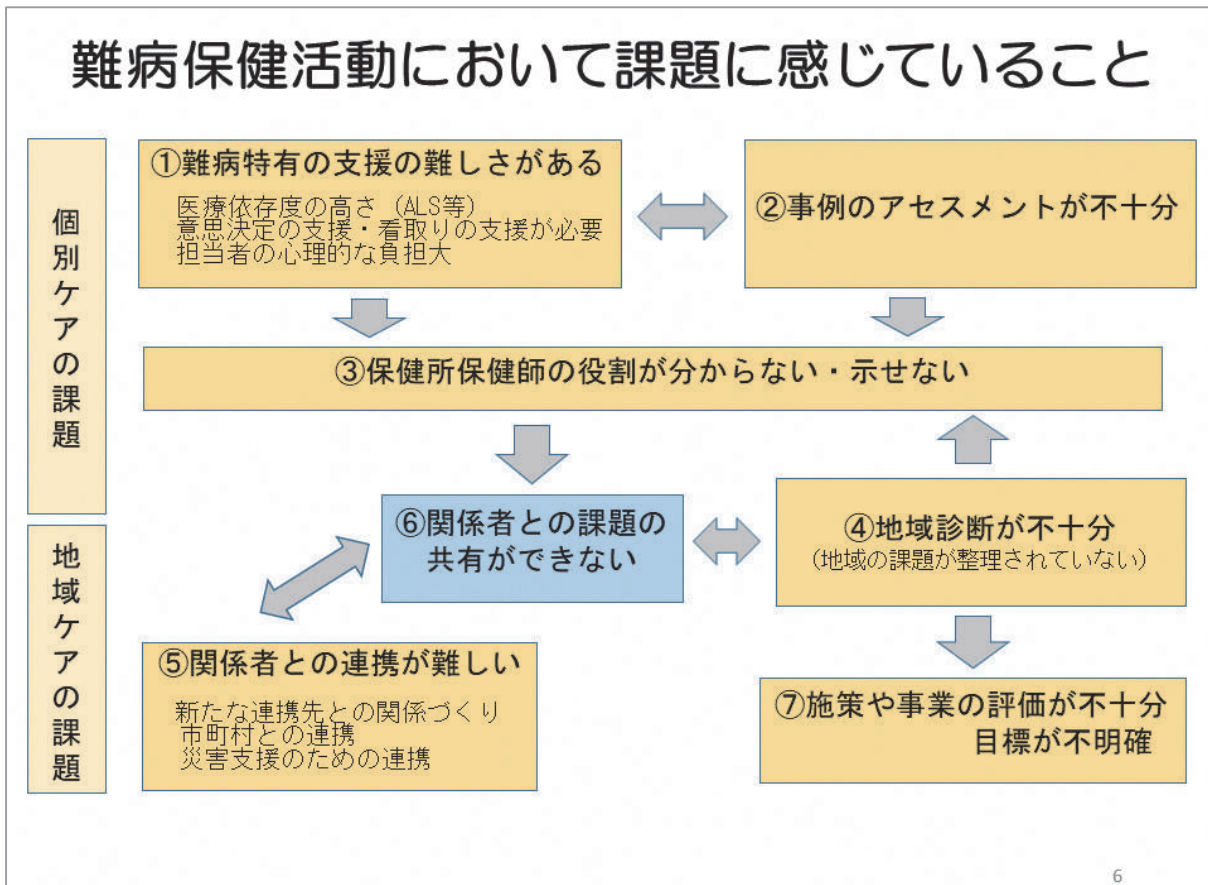 難病保健活動において課題に感じていること
個別ケアの課題
①難病特有の支援の難しさがある
医療依存度の高さ（ALS等）
意思決定の支援・看取りの支援が必要
担当者の心理的な負担大
②事例のアセスメントが不十分
③保健所保健師の役割が分からない・示せない
地域ケアの課題
⑥関係者との課題の
共有ができない
④地域診断が不十分
（地域の課題が整理されていない）
⑤関係者との連携が難しい
新たな連携先との関係づくり
市町村との連携
災害支援のための連携
⑦施策や事業の評価が不十分
目標が不明確
6